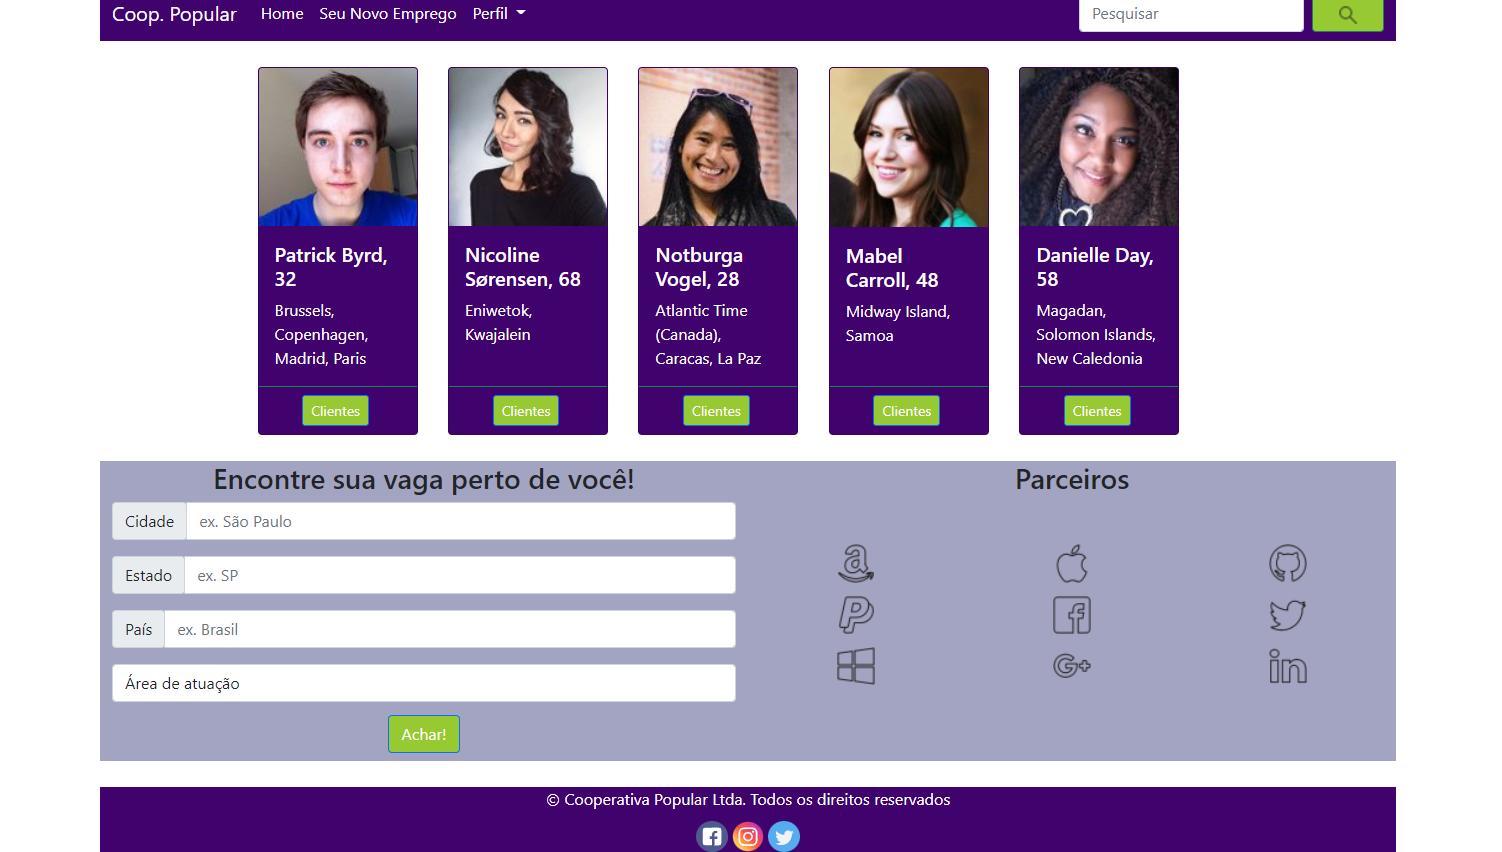 Coop. Popular Home Seu Novo Emprego Perfil Pesquisar
Patrick Byrd,
32
Brussels,
Copenhagen,
Madrid, Paris
Clientes
Nicoline
Sørensen, 68
Eniwetok,
Kwajalein
Clientes
Notburga
Vogel, 28
Atlantic Time
(Canada),
Caracas, La Paz
Clientes
Mabel
Carroll, 48
Midway Island,
Samoa
Clientes
Danielle Day,
58
Magadan,
Solomon Islands,
New Caledonia
Clientes
Encontre sua vaga perto de você!
Cidade ex. São Paulo
Estado ex. SP
País ex. Brasil
Área de atuação
Achar!
Parceiros
© Cooperativa Popular Ltda. Todos os direitos reservados